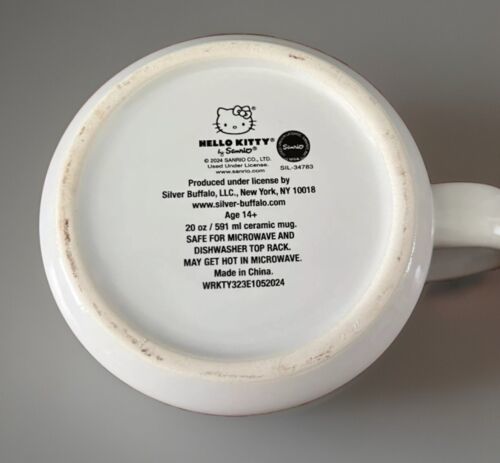 HELLO KITTY®
by Sanrio®
© 2024 SANRIO CO., LTD.
Used Under License.
www.sanrio.com
Sanrio
SIL-34783
Produced under license by
Silver Buffalo, LLC., New York, NY 10018
www.silver-buffalo.com
Age 14+
20 oz / 591 ml ceramic mug.
SAFE FOR MICROWAVE AND
DISHWASHER TOP RACK.
MAY GET HOT IN MICROWAVE.
Made in China.
WRKTY323E1052024